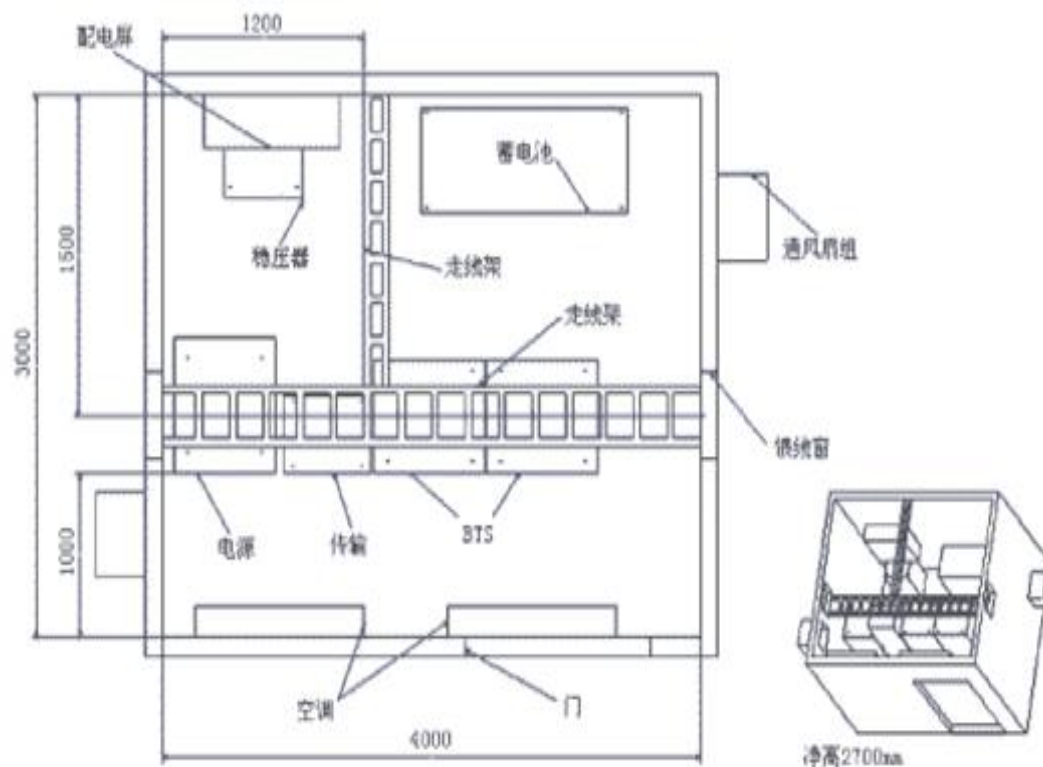 1200
配电屏
蓄电池
通风扇组
稳压器
走线架
1500
走线架
3000
馈线窗
BTS
电源
传输
1000
空调
门
4000
净高2700mm